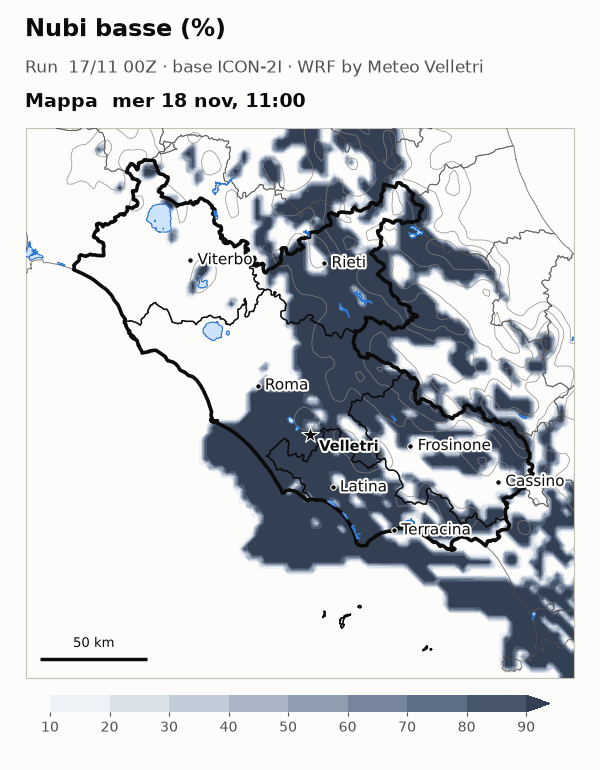 Nubi basse (%)
Run 17/11 00Z · base ICON-2I · WRF by Meteo Velletri
Mappa mer 18 nov, 11:00
Viterbo
Rieti
Roma
Velletri
Frosinone
Latina
Cassino
Terracina
50 km
10 20 30 40 50 60 70 80 90